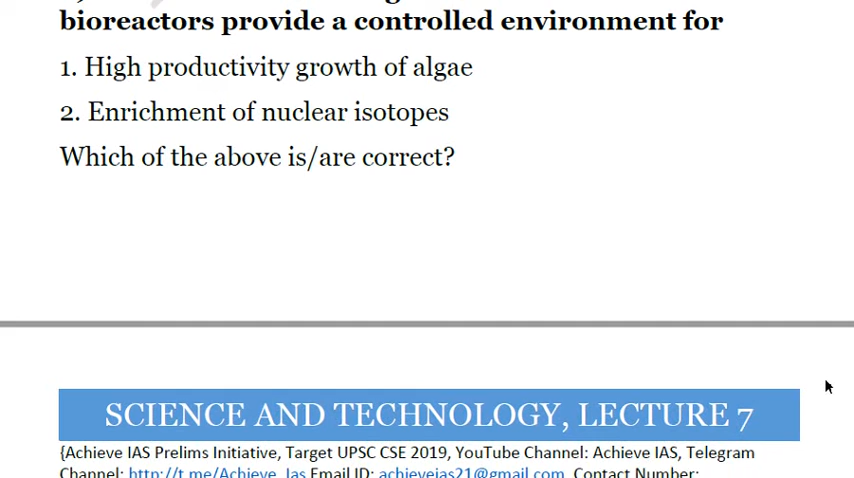 bioreactors provide a controlled environment for
1. High productivity growth of algae
2. Enrichment of nuclear isotopes
Which of the above is/are correct?
SCIENCE AND TECHNOLOGY, LECTURE 7
{Achieve IAS Prelims Initiative, Target UPSC CSE 2019, YouTube Channel: Achieve IAS, Telegram
Channel: http://t.me/Achieve_Ias Email ID: achieveias21@gmail.com, Contact Number: